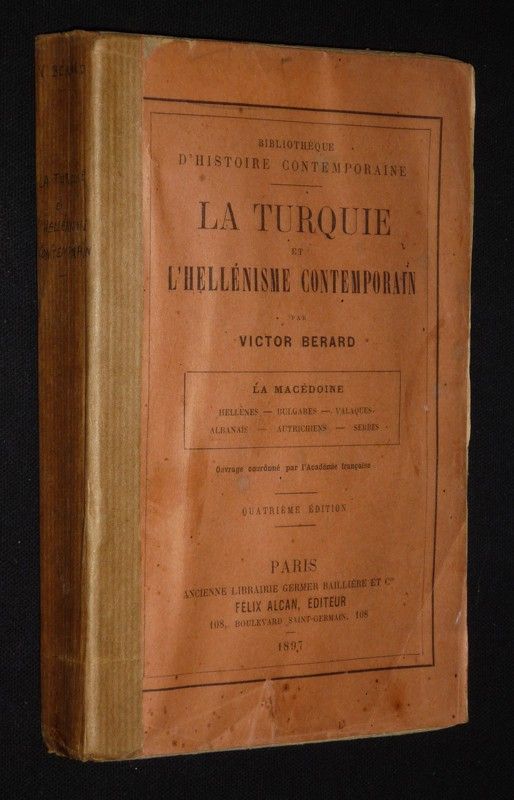 V. BERARD
LA TURQUIE
&
L'HELLÉNISME
CONTEMPORAIN
BIBLIOTHÈQUE
D'HISTOIRE CONTEMPORAINE
LA TURQUIE
ET
L'HELLÉNISME CONTEMPORAIN
PAR
VICTOR BERARD
LA MACÉDOINE
HELLÈNES — BULGARES — VALAQUES
ALBANAIS — AUTRICHIENS — SERBES
Ouvrage couronné par l'Académie française
QUATRIÈME ÉDITION
PARIS
ANCIENNE LIBRAIRIE GERMER BAILLIÈRE ET Cie
FELIX ALCAN, ÉDITEUR
108, BOULEVARD SAINT-GERMAIN, 108
1897